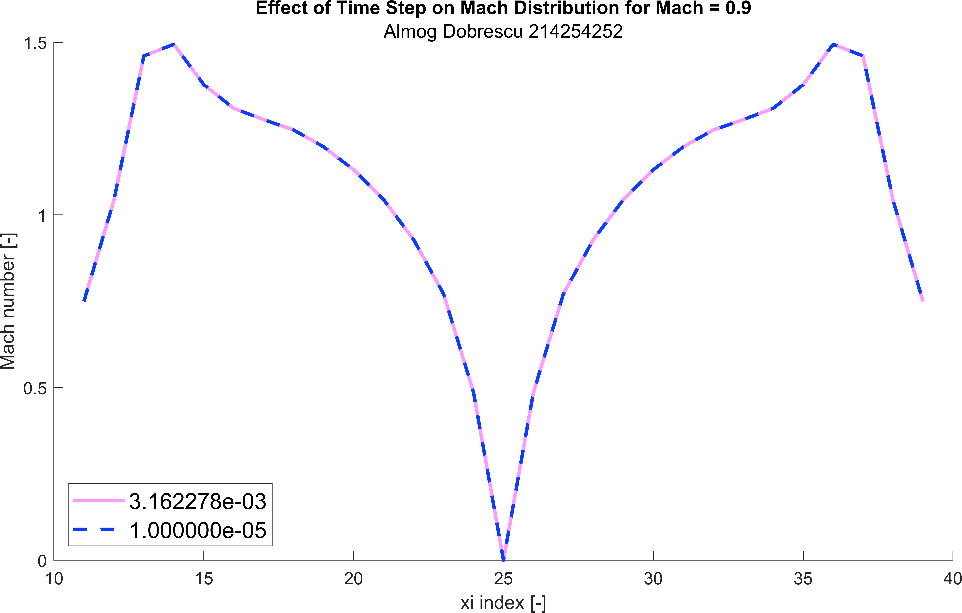 Effect of Time Step on Mach Distribution for Mach = 0.9
Almog Dobrescu 214254252
1.5
1
0.5
0
Mach number [-]
3.162278e-03
1.000000e-05
10
15
20
25
30
35
40
xi index [-]